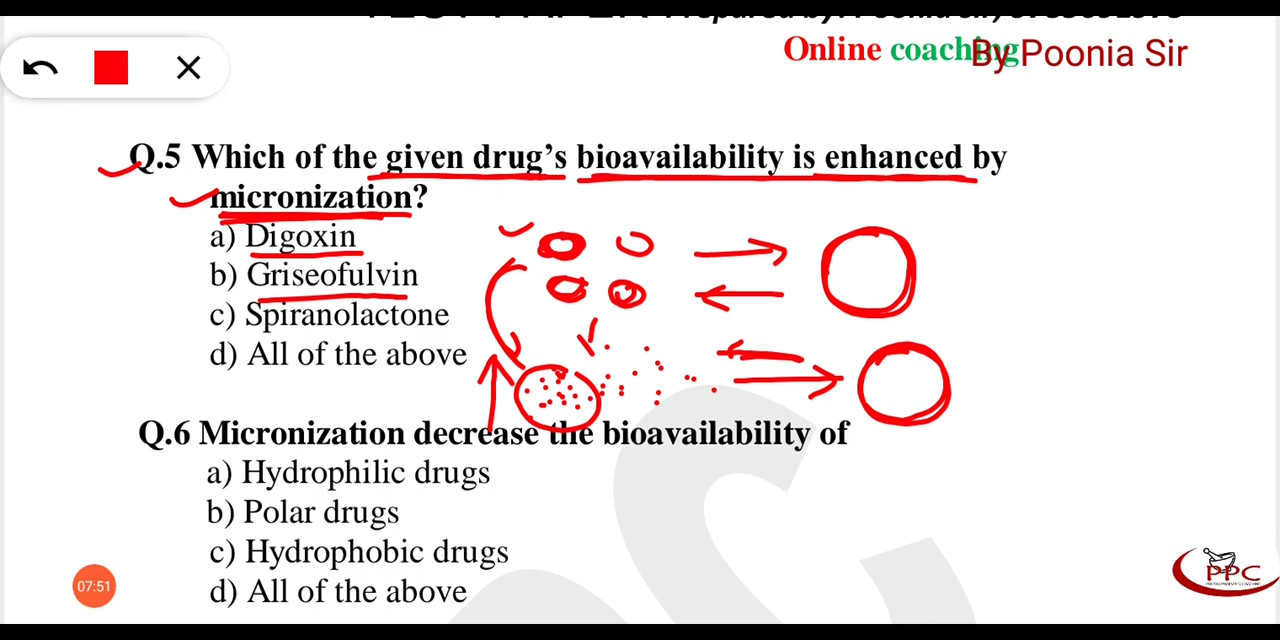 Online coaching
By Poonia Sir
Q.5 Which of the given drug's bioavailability is enhanced by
micronization?
a) Digoxin
b) Griseofulvin
c) Spiranolactone
d) All of the above
Q.6 Micronization decrease the bioavailability of
a) Hydrophilic drugs
b) Polar drugs
c) Hydrophobic drugs
d) All of the above
07:51
PPC